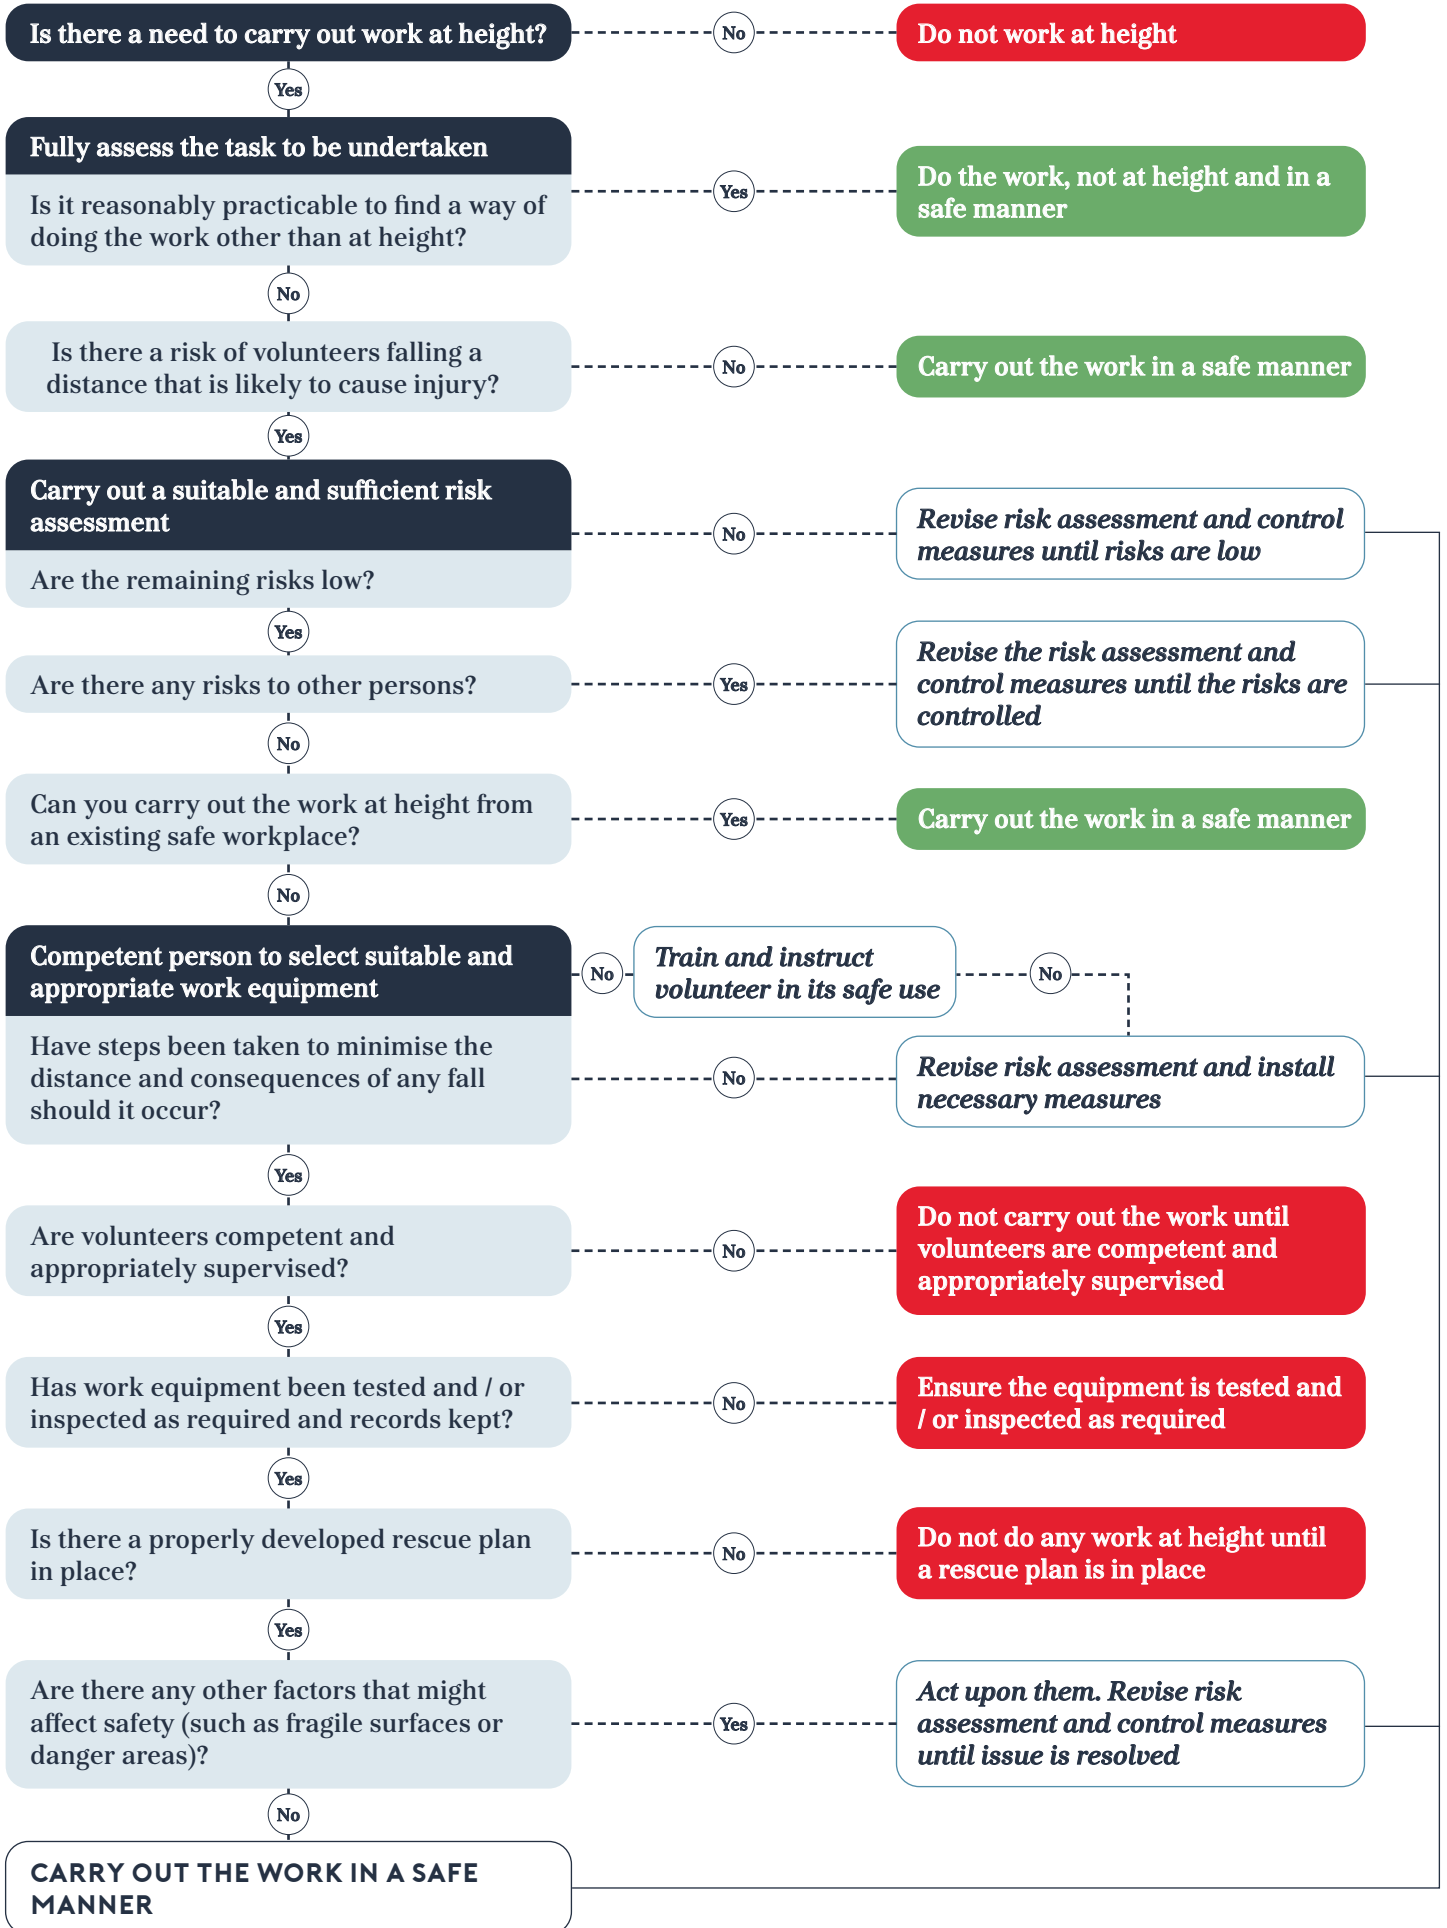 Is there a need to carry out work at height?
No
Do not work at height
Yes
Fully assess the task to be undertaken
Is it reasonably practicable to find a way of
doing the work other than at height?
Yes
Do the work, not at height and in a
safe manner
No
Is there a risk of volunteers falling a
distance that is likely to cause injury?
No
Carry out the work in a safe manner
Yes
Carry out a suitable and sufficient risk
assessment
Are the remaining risks low?
No
Revise risk assessment and control
measures until risks are low
Yes
Are there any risks to other persons?
Yes
Revise the risk assessment and
control measures until the risks are
controlled
No
Can you carry out the work at height from
an existing safe workplace?
Yes
Carry out the work in a safe manner
No
Competent person to select suitable and
appropriate work equipment
No
Train and instruct
volunteer in its safe use
No
Have steps been taken to minimise the
distance and consequences of any fall
should it occur?
No
Revise risk assessment and install
necessary measures
Yes
Are volunteers competent and
appropriately supervised?
No
Do not carry out the work until
volunteers are competent and
appropriately supervised
Yes
Has work equipment been tested and / or
inspected as required and records kept?
No
Ensure the equipment is tested and
/ or inspected as required
Yes
Is there a properly developed rescue plan
in place?
No
Do not do any work at height until
a rescue plan is in place
Yes
Are there any other factors that might
affect safety (such as fragile surfaces or
danger areas)?
Yes
Act upon them. Revise risk
assessment and control measures
until issue is resolved
No
CARRY OUT THE WORK IN A SAFE
MANNER